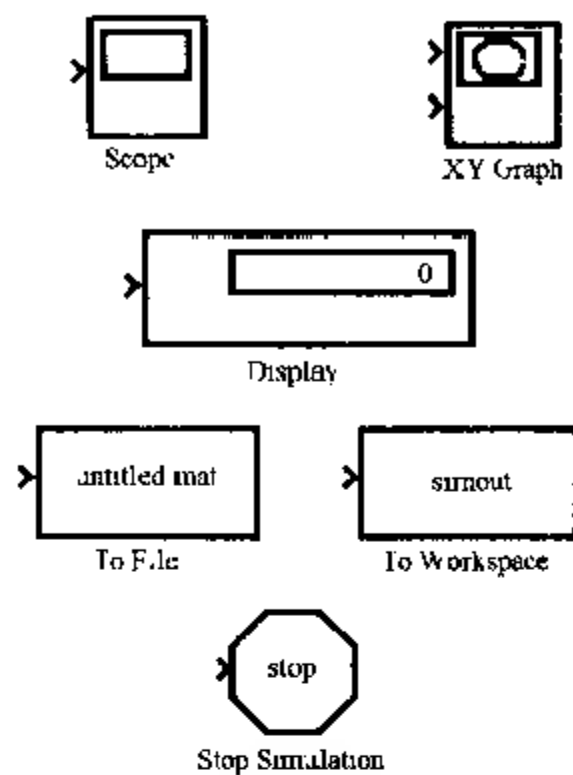 Scope
XY Graph
0
Display
untitled mat
simout
To File
To Workspace
stop
Stop Simulation